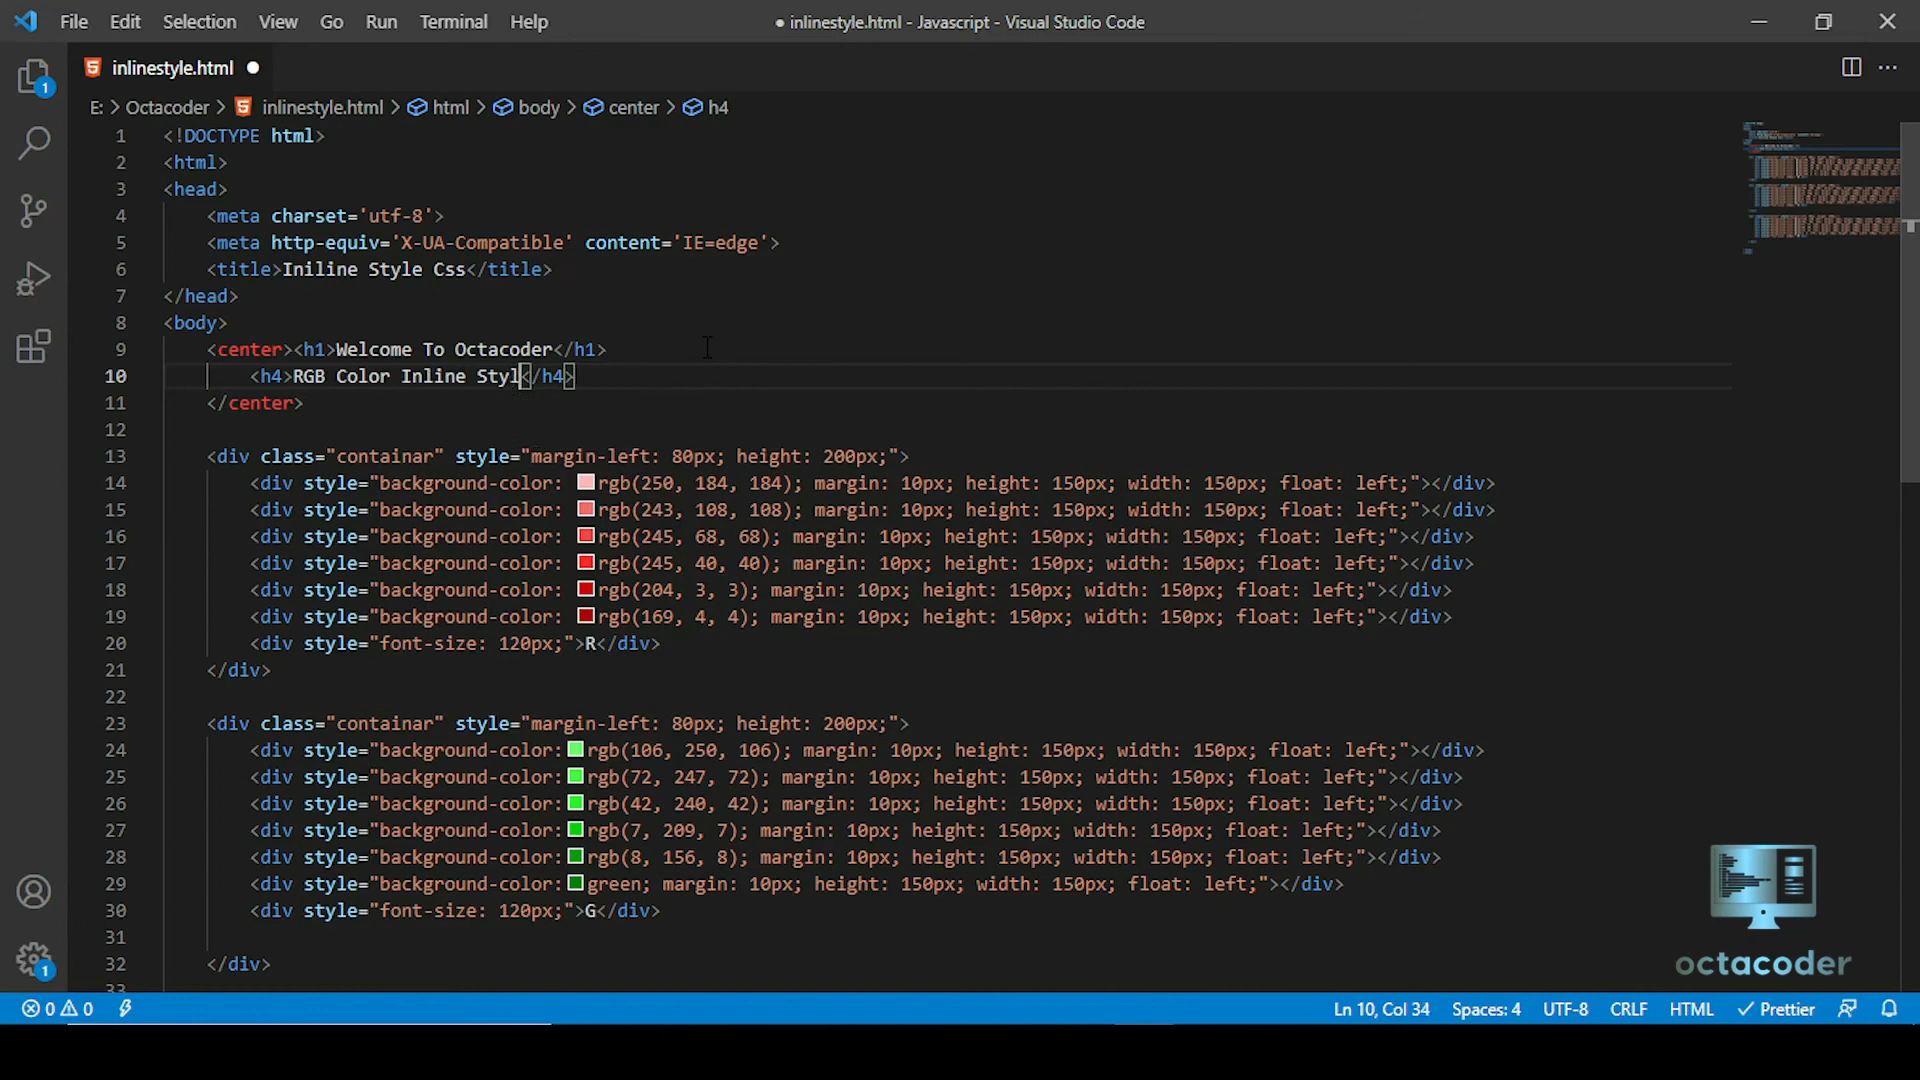 File Edit Selection View Go Run Terminal Help ● inlinestyle.html - Javascript - Visual Studio Code
inlinestyle.html ●
E: > Octacoder > inlinestyle.html > html > body > center > h4
1 <!DOCTYPE html>
2 <html>
3 <head>
4 <meta charset='utf-8'>
5 <meta http-equiv='X-UA-Compatible' content='IE=edge'>
6 <title>Iniline Style Css</title>
7 </head>
8 <body>
9 <center><h1>Welcome To Octacoder</h1>
10 <h4>RGB Color Inline Styl</h4>
11 </center>
12
13 <div class="containar" style="margin-left: 80px; height: 200px;">
14 <div style="background-color: rgb(250, 184, 184); margin: 10px; height: 150px; width: 150px; float: left;"></div>
15 <div style="background-color: rgb(243, 108, 108); margin: 10px; height: 150px; width: 150px; float: left;"></div>
16 <div style="background-color: rgb(245, 68, 68); margin: 10px; height: 150px; width: 150px; float: left;"></div>
17 <div style="background-color: rgb(245, 40, 40); margin: 10px; height: 150px; width: 150px; float: left;"></div>
18 <div style="background-color: rgb(204, 3, 3); margin: 10px; height: 150px; width: 150px; float: left;"></div>
19 <div style="background-color: rgb(169, 4, 4); margin: 10px; height: 150px; width: 150px; float: left;"></div>
20 <div style="font-size: 120px;">R</div>
21 </div>
22
23 <div class="containar" style="margin-left: 80px; height: 200px;">
24 <div style="background-color:rgb(106, 250, 106); margin: 10px; height: 150px; width: 150px; float: left;"></div>
25 <div style="background-color:rgb(72, 247, 72); margin: 10px; height: 150px; width: 150px; float: left;"></div>
26 <div style="background-color:rgb(42, 240, 42); margin: 10px; height: 150px; width: 150px; float: left;"></div>
27 <div style="background-color:rgb(7, 209, 7); margin: 10px; height: 150px; width: 150px; float: left;"></div>
28 <div style="background-color:rgb(8, 156, 8); margin: 10px; height: 150px; width: 150px; float: left;"></div>
29 <div style="background-color:green; margin: 10px; height: 150px; width: 150px; float: left;"></div>
30 <div style="font-size: 120px;">G</div>
31
32 </div>
33
octacoder
0 0 Ln 10, Col 34 Spaces: 4 UTF-8 CRLF HTML Prettier